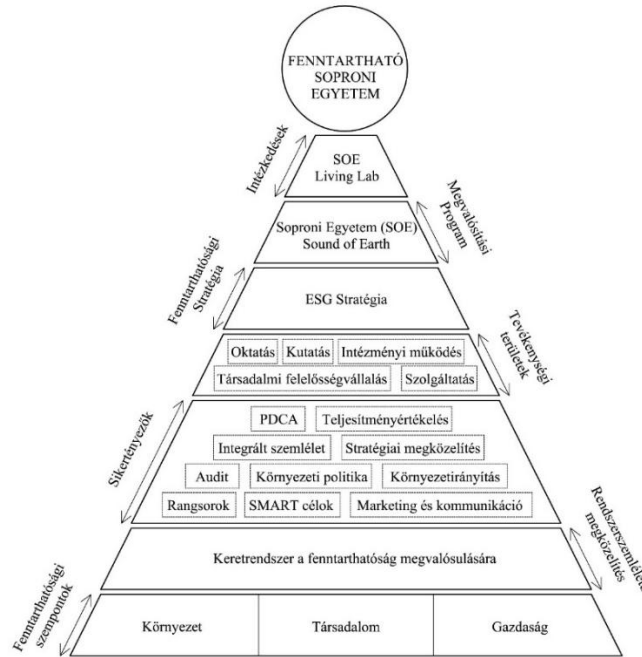 FENNTARTHATÓ
SOPRONI
EGYETEM
Intézkedések
SOE
Living Lab
Megvalósítási
Program
Soproni Egyetem (SOE)
Sound of Earth
Fenntarthatósági
Stratégia
ESG Stratégia
Tevékenységi
területek
Oktatás Kutatás Intézményi működés
Társadalmi felelősségvállalás Szolgáltatás
Sikertényezők
PDCA Teljesítményértékelés
Integrált szemlélet Stratégiai megközelítés
Audit Környezeti politika Környezetirányítás
Rangsorok SMART célok Marketing és kommunikáció
Keretrendszer a fenntarthatóság megvalósulására
megközelítés
Fenntarthatósági
szempontok
Környezet Társadalom Gazdaság